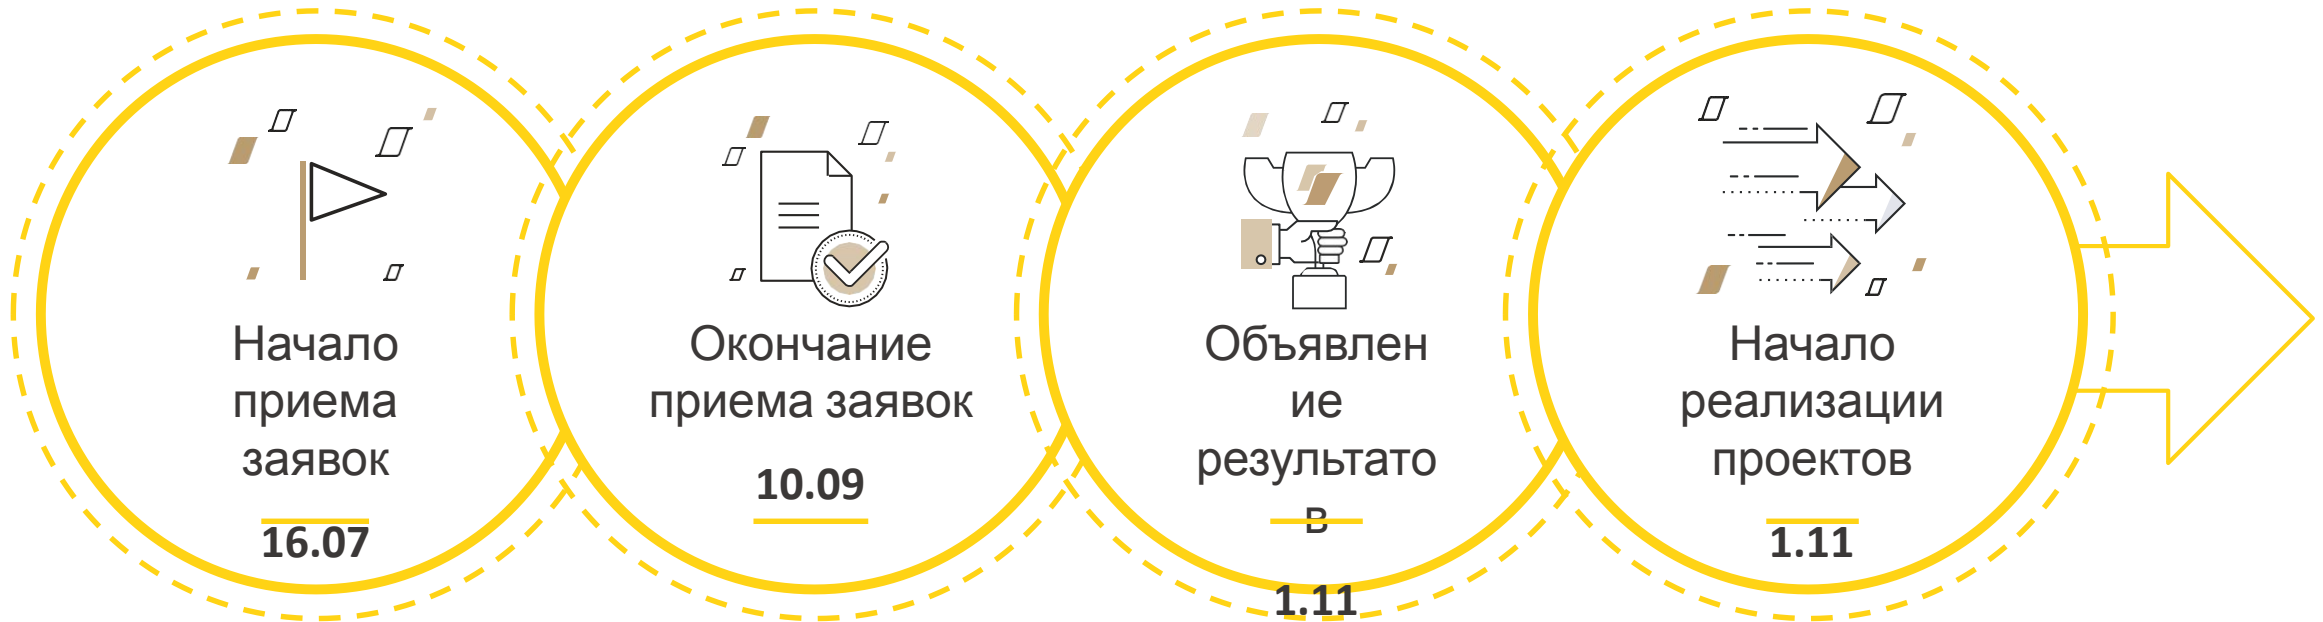 Начало
приема
заявок
16.07
Окончание
приема заявок
10.09
Объявлен
ие
результато
в
1.11
Начало
реализации
проектов
1.11